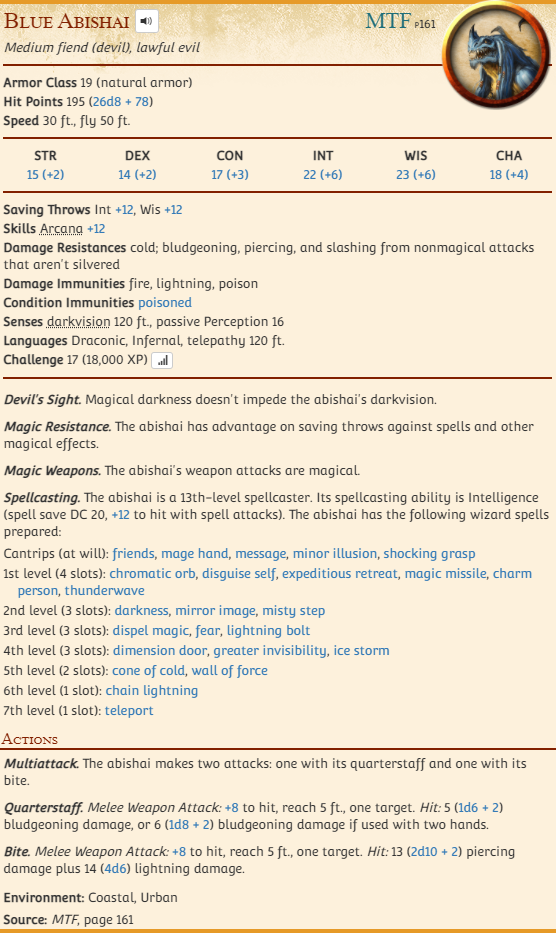 Blue Abishai MTF p161
Medium fiend (devil), lawful evil
Armor Class 19 (natural armor)
Hit Points 195 (26d8 + 78)
Speed 30 ft., fly 50 ft.
STR DEX CON INT WIS CHA
15 (+2) 14 (+2) 17 (+3) 22 (+6) 23 (+6) 18 (+4)
Saving Throws Int +12, Wis +12
Skills Arcana +12
Damage Resistances cold; bludgeoning, piercing, and slashing from nonmagical attacks
that aren't silvered
Damage Immunities fire, lightning, poison
Condition Immunities poisoned
Senses darkvision 120 ft., passive Perception 16
Languages Draconic, Infernal, telepathy 120 ft.
Challenge 17 (18,000 XP)
Devil's Sight. Magical darkness doesn't impede the abishai's darkvision.
Magic Resistance. The abishai has advantage on saving throws against spells and other
magical effects.
Magic Weapons. The abishai's weapon attacks are magical.
Spellcasting. The abishai is a 13th-level spellcaster. Its spellcasting ability is Intelligence
(spell save DC 20, +12 to hit with spell attacks). The abishai has the following wizard spells
prepared:
Cantrips (at will): friends, mage hand, message, minor illusion, shocking grasp
1st level (4 slots): chromatic orb, disguise self, expeditious retreat, magic missile, charm
person, thunderwave
2nd level (3 slots): darkness, mirror image, misty step
3rd level (3 slots): dispel magic, fear, lightning bolt
4th level (3 slots): dimension door, greater invisibility, ice storm
5th level (2 slots): cone of cold, wall of force
6th level (1 slot): chain lightning
7th level (1 slot): teleport
Actions
Multiattack. The abishai makes two attacks: one with its quarterstaff and one with its
bite.
Quarterstaff. Melee Weapon Attack: +8 to hit, reach 5 ft., one target. Hit: 5 (1d6 + 2)
bludgeoning damage, or 6 (1d8 + 2) bludgeoning damage if used with two hands.
Bite. Melee Weapon Attack: +8 to hit, reach 5 ft., one target. Hit: 13 (2d10 + 2) piercing
damage plus 14 (4d6) lightning damage.
Environment: Coastal, Urban
Source: MTF, page 161